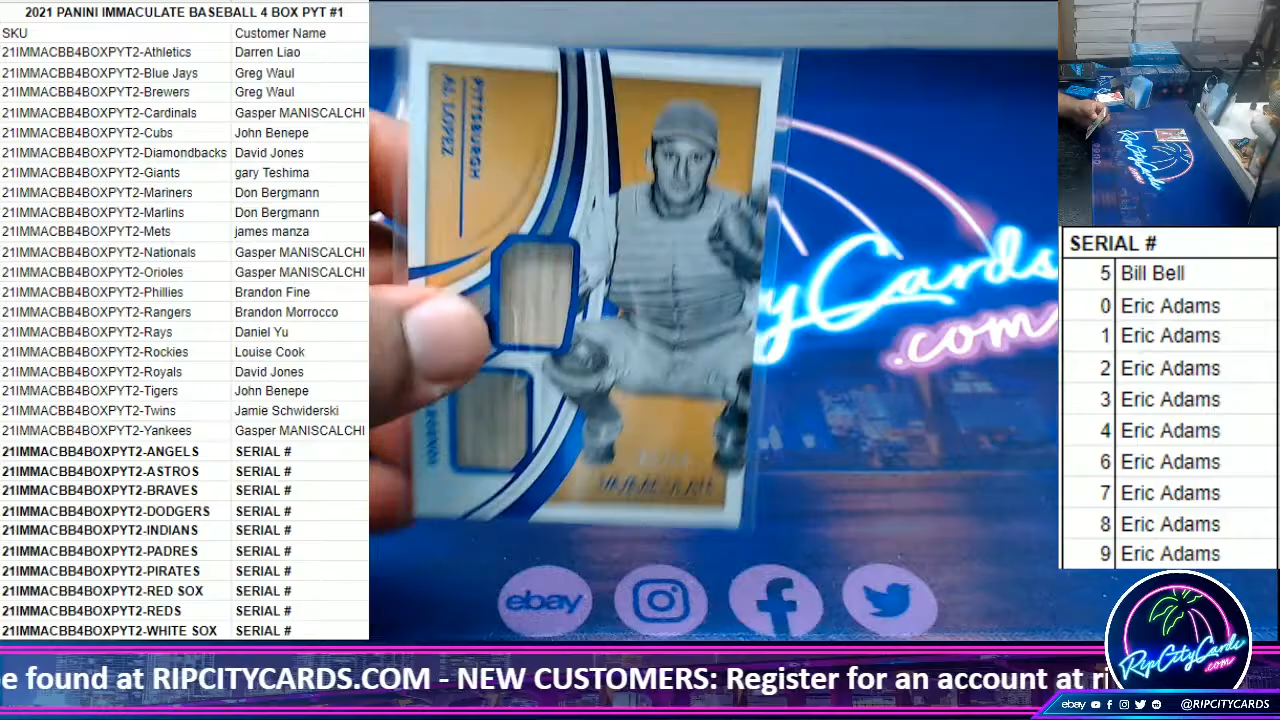 2021 PANINI IMMACULATE BASEBALL 4 BOX PYT #1
SKU Customer Name
21IMMACBB4BOXPYT2-Athletics Darren Liao
21IMMACBB4BOXPYT2-Blue Jays Greg Waul
21IMMACBB4BOXPYT2-Brewers Greg Waul
21IMMACBB4BOXPYT2-Cardinals Gasper MANISCALCHI
21IMMACBB4BOXPYT2-Cubs John Benepe
21IMMACBB4BOXPYT2-Diamondbacks David Jones
21IMMACBB4BOXPYT2-Giants gary Teshima
21IMMACBB4BOXPYT2-Mariners Don Bergmann
21IMMACBB4BOXPYT2-Marlins Don Bergmann
21IMMACBB4BOXPYT2-Mets james manza
21IMMACBB4BOXPYT2-Nationals Gasper MANISCALCHI
21IMMACBB4BOXPYT2-Orioles Gasper MANISCALCHI
21IMMACBB4BOXPYT2-Phillies Brandon Fine
21IMMACBB4BOXPYT2-Rangers Brandon Morrocco
21IMMACBB4BOXPYT2-Rays Daniel Yu
21IMMACBB4BOXPYT2-Rockies Louise Cook
21IMMACBB4BOXPYT2-Royals David Jones
21IMMACBB4BOXPYT2-Tigers John Benepe
21IMMACBB4BOXPYT2-Twins Jamie Schwiderski
21IMMACBB4BOXPYT2-Yankees Gasper MANISCALCHI
21IMMACBB4BOXPYT2-ANGELS SERIAL #
21IMMACBB4BOXPYT2-ASTROS SERIAL #
21IMMACBB4BOXPYT2-BRAVES SERIAL #
21IMMACBB4BOXPYT2-DODGERS SERIAL #
21IMMACBB4BOXPYT2-INDIANS SERIAL #
21IMMACBB4BOXPYT2-PADRES SERIAL #
21IMMACBB4BOXPYT2-PIRATES SERIAL #
21IMMACBB4BOXPYT2-RED SOX SERIAL #
21IMMACBB4BOXPYT2-REDS SERIAL #
21IMMACBB4BOXPYT2-WHITE SOX SERIAL #
PITTSBURGH
AL LOPEZ
IMMACULATE
yCards
.com
ebay
RipCityCards
SERIAL #
5 Bill Bell
0 Eric Adams
1 Eric Adams
2 Eric Adams
3 Eric Adams
4 Eric Adams
6 Eric Adams
7 Eric Adams
8 Eric Adams
9 Eric Adams
RipCityCards
.com
e found at RIPCITYCARDS.COM - NEW CUSTOMERS: Register for an account at ri
ebay @RIPCITYCARDS